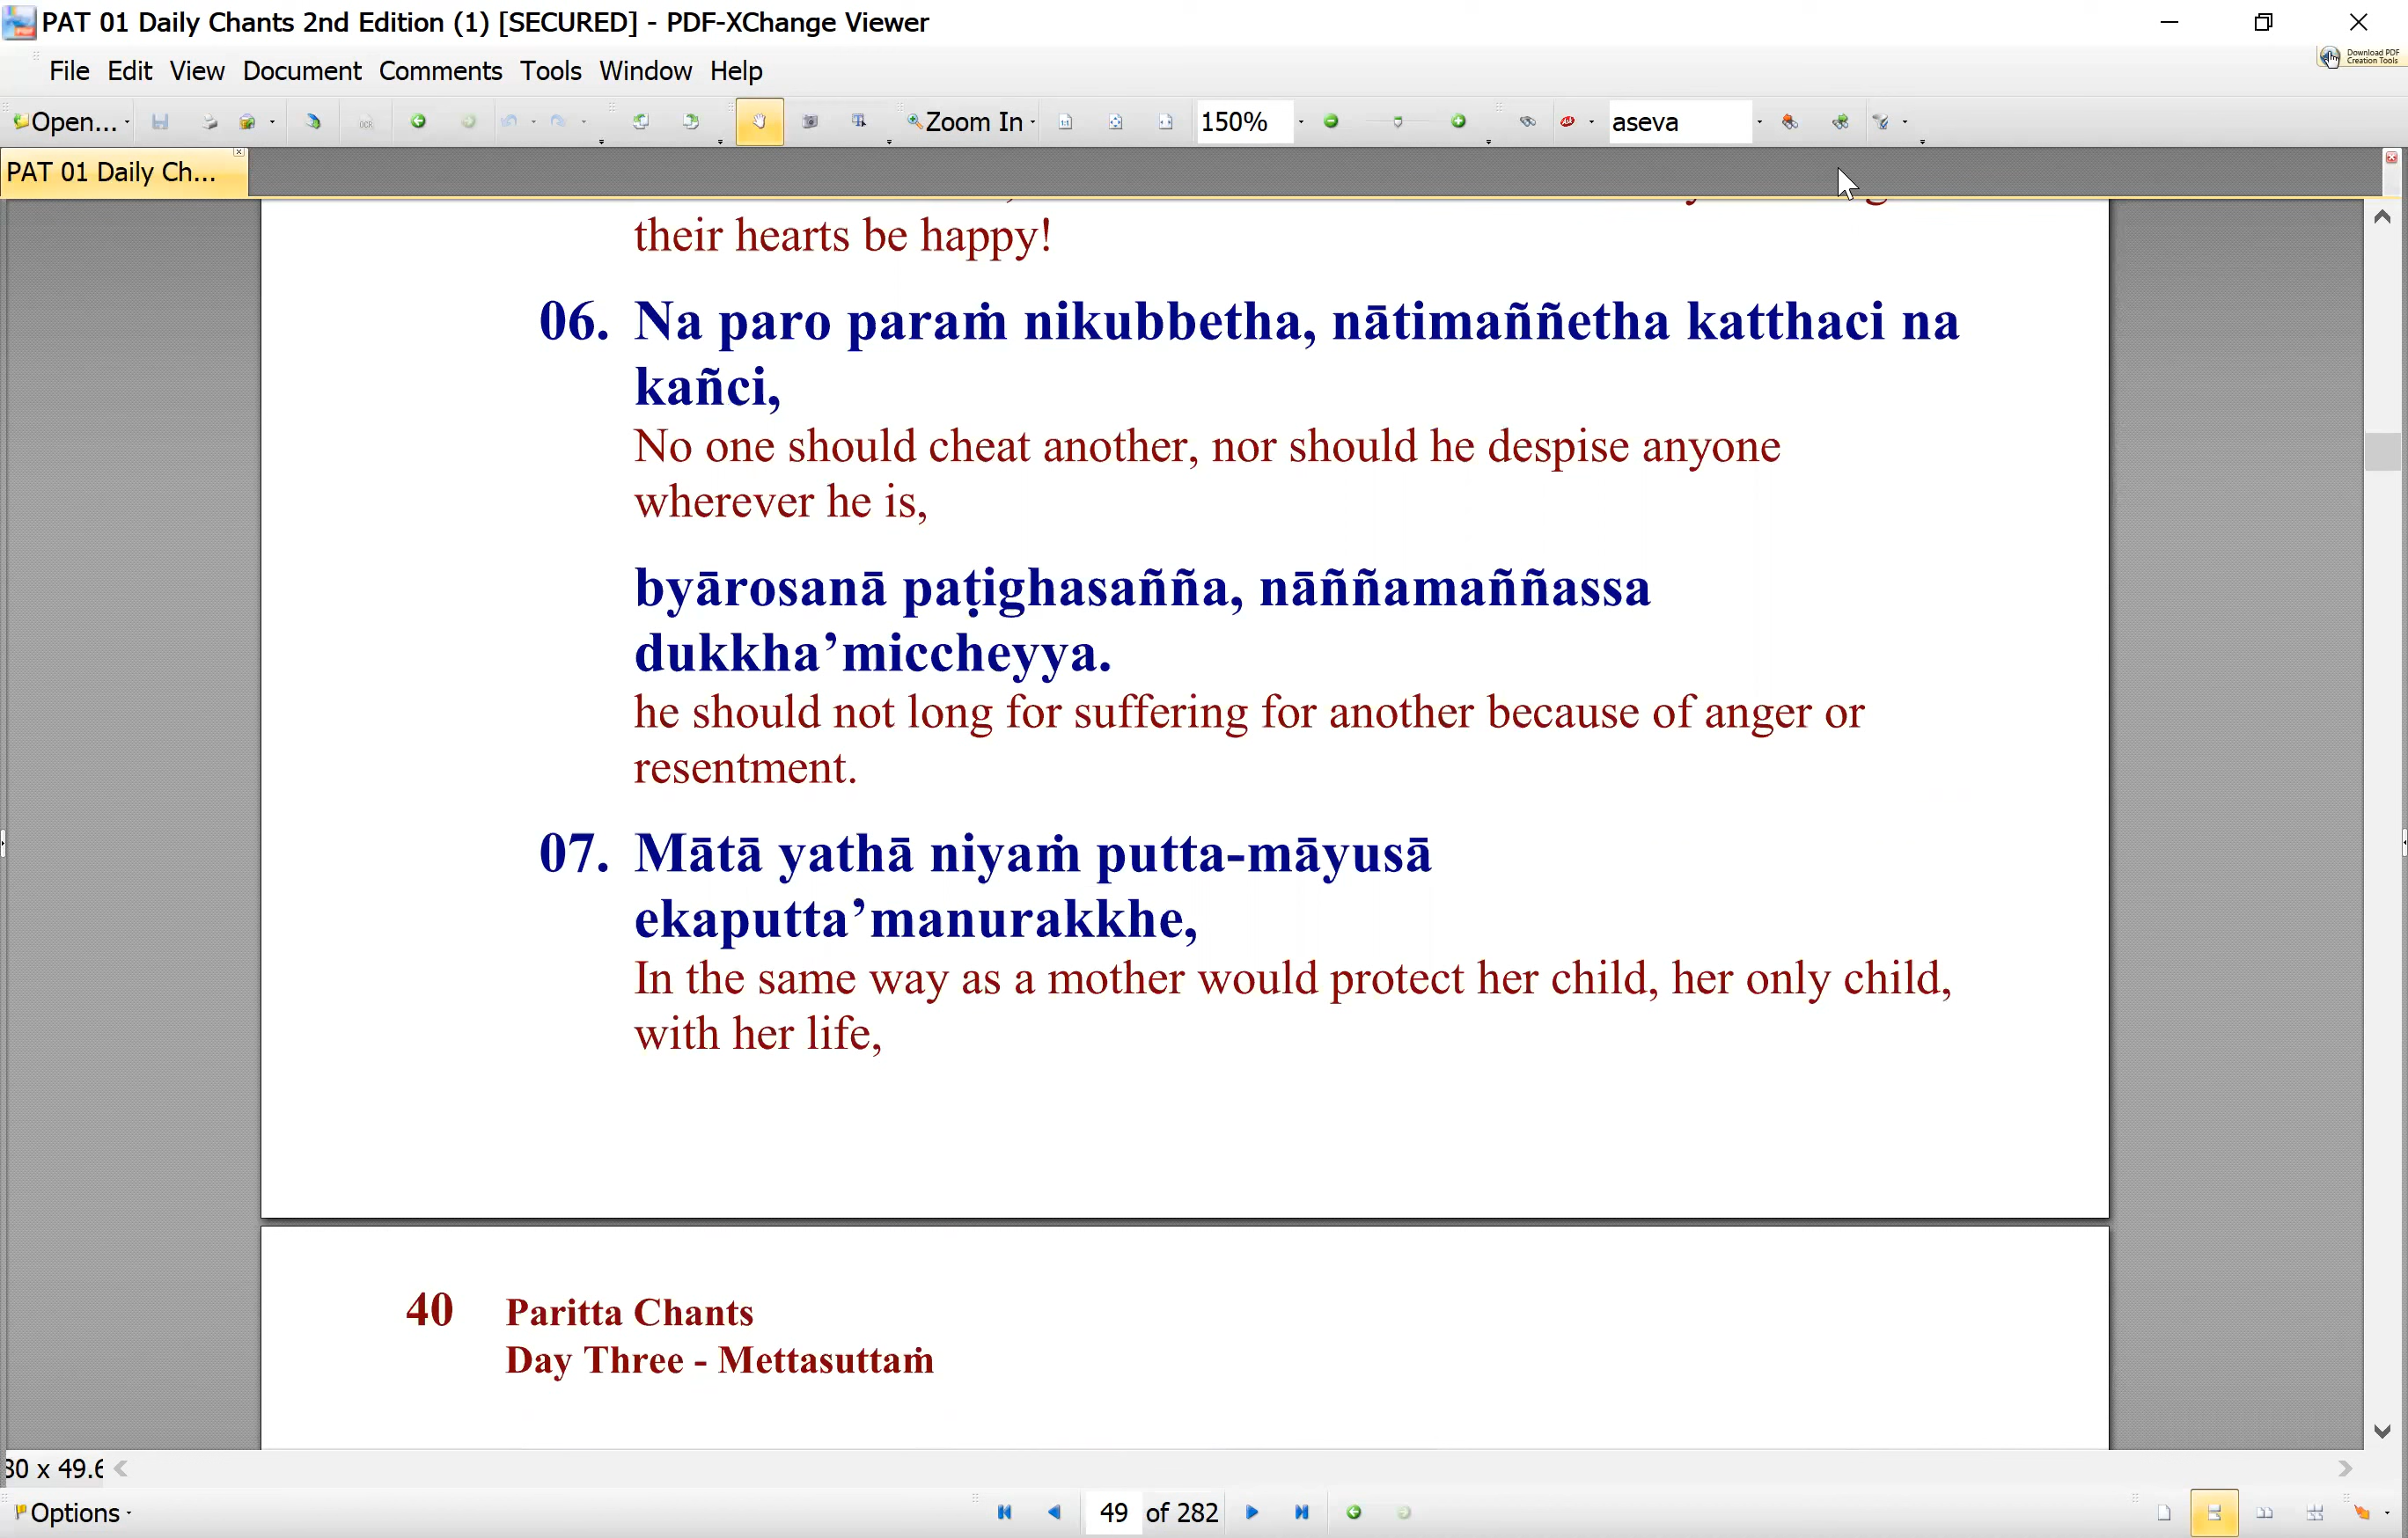 PAT 01 Daily Chants 2nd Edition (1) [SECURED] - PDF-XChange Viewer
File Edit View Document Comments Tools Window Help
Download PDF
Creation Tools
Open... OCR Zoom In 150% aseva
PAT 01 Daily Ch...
their hearts be happy!
06. Na paro paraṁ nikubbetha, nātimaññetha katthaci na
kañci,
No one should cheat another, nor should he despise anyone
wherever he is,
byārosanā paṭighasañña, nāññamaññassa
dukkha’miccheyya.
he should not long for suffering for another because of anger or
resentment.
07. Mātā yathā niyaṁ putta-māyusā
ekaputta’manurakkhe,
In the same way as a mother would protect her child, her only child,
with her life,
40 Paritta Chants
Day Three - Mettasuttaṁ
Options 49 of 282